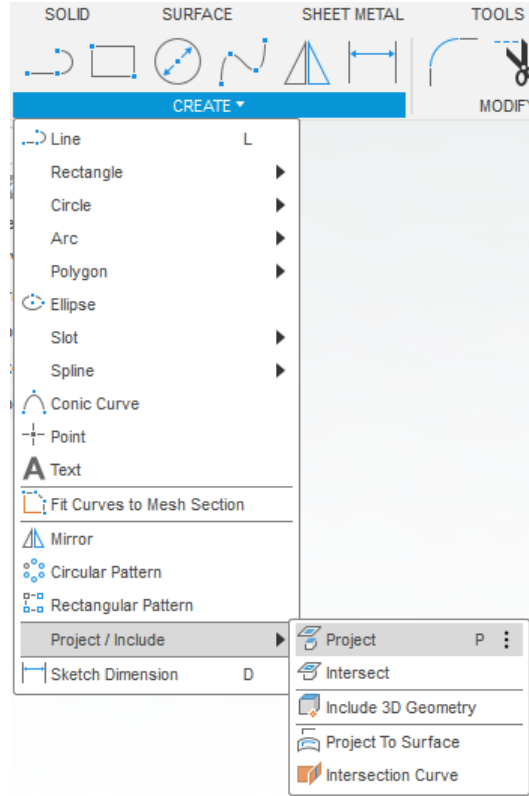 SOLID SURFACE SHEET METAL TOOLS
CREATE MODIFY
Line L
Rectangle
Circle
Arc
Polygon
Ellipse
Slot
Spline
Conic Curve
Point
A Text
Fit Curves to Mesh Section
Mirror
Circular Pattern
Rectangular Pattern
Project / Include
Sketch Dimension D
Project P
Intersect
Include 3D Geometry
Project To Surface
Intersection Curve